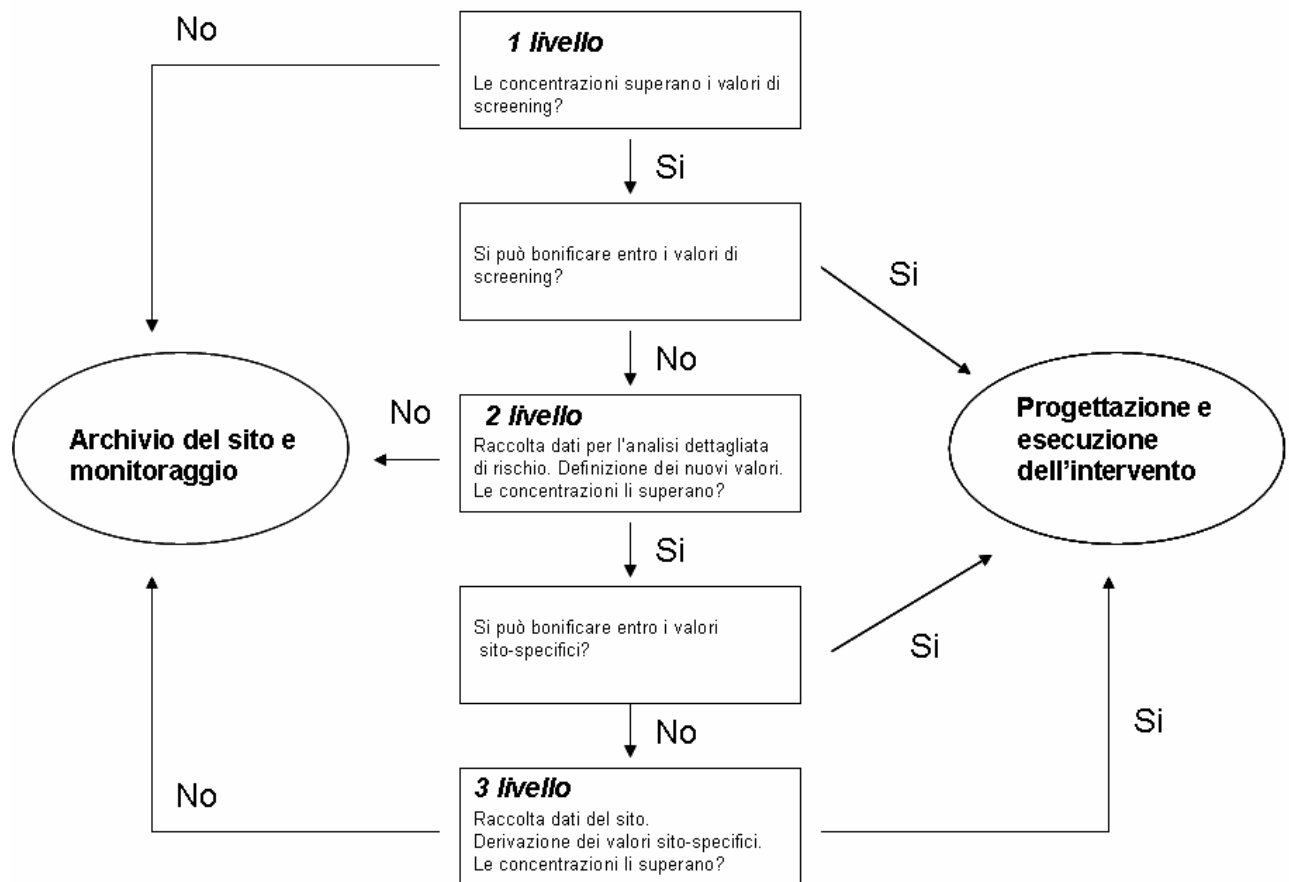 No
1 livello
Le concentrazioni superano i valori di
screening?
Si
Si può bonificare entro i valori di
screening?
Si
No
Archivio del sito e
monitoraggio
No
2 livello
Raccolta dati per l'analisi dettagliata
di rischio. Definizione dei nuovi valori.
Le concentrazioni li superano?
Progettazione e
esecuzione
dell'intervento
Si
Si può bonificare entro i valori
sito-specifici?
Si
No
Si
No
3 livello
Raccolta dati del sito.
Derivazione dei valori sito-specifici.
Le concentrazioni li superano?